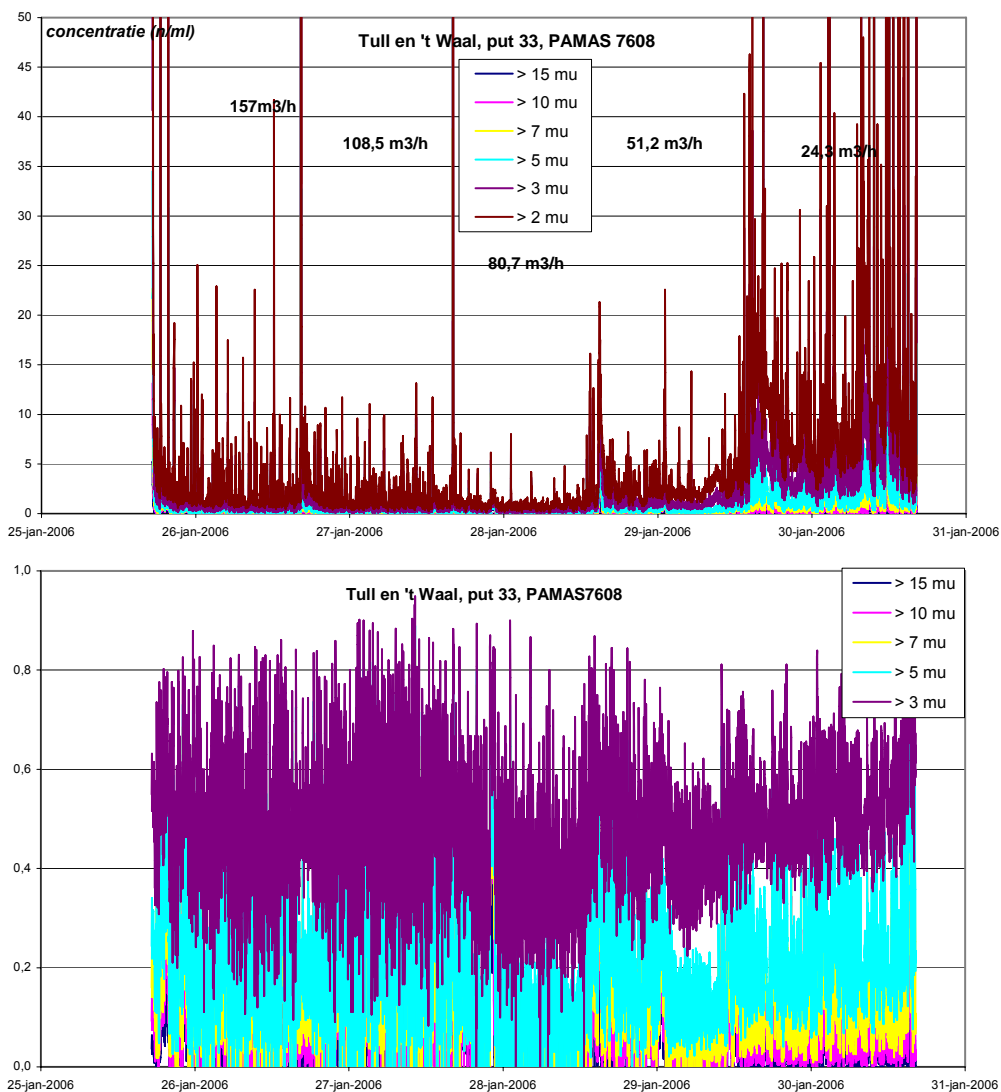 50
concentratie (n/ml)
Tull en 't Waal, put 33, PAMAS 7608
> 15 mu
> 10 mu
> 7 mu
> 5 mu
> 3 mu
> 2 mu
157m3/h
108,5 m3/h
80,7 m3/h
51,2 m3/h
24,3 m3/h
45
40
35
30
25
20
15
10
5
0
25-jan-2006 26-jan-2006 27-jan-2006 28-jan-2006 29-jan-2006 30-jan-2006 31-jan-2006
1,0
Tull en 't Waal, put 33, PAMAS7608
> 15 mu
> 10 mu
> 7 mu
> 5 mu
> 3 mu
0,8
0,6
0,4
0,2
0,0
25-jan-2006 26-jan-2006 27-jan-2006 28-jan-2006 29-jan-2006 30-jan-2006 31-jan-2006